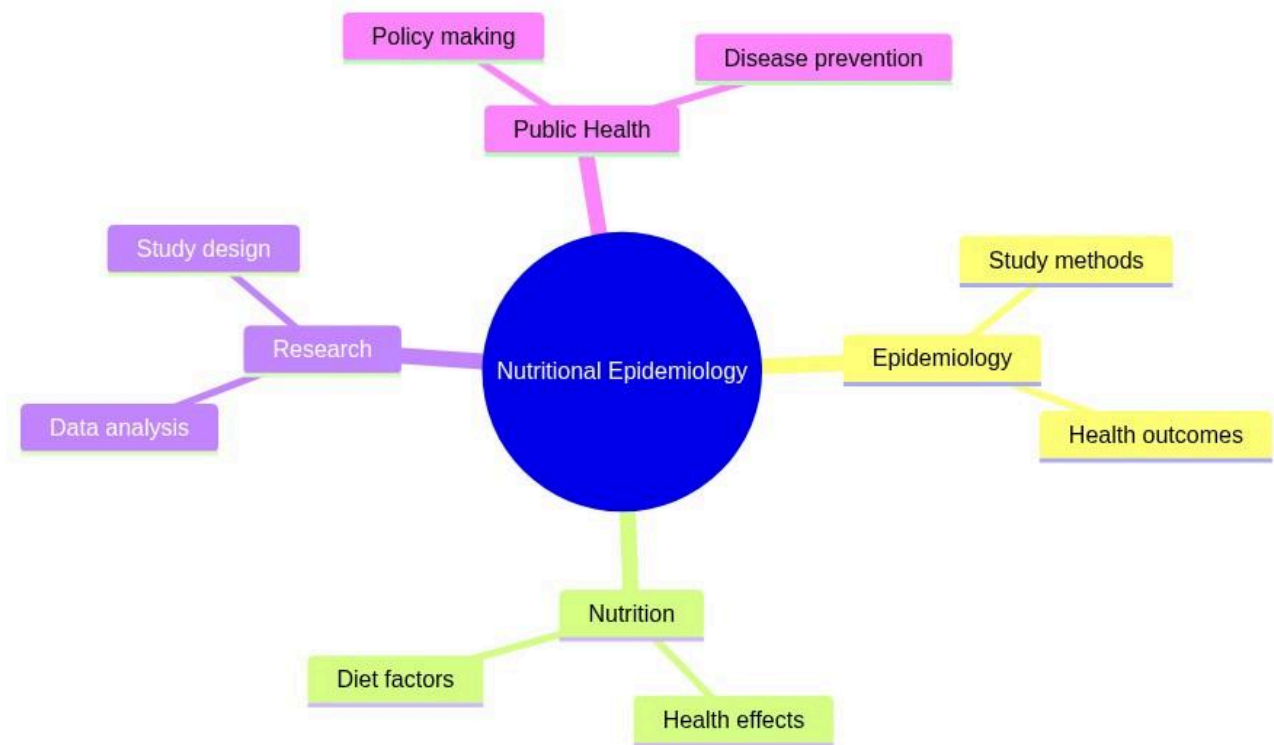 Policy making
Disease prevention
Public Health
Study design
Study methods
Research
Epidemiology
Nutritional Epidemiology
Data analysis
Health outcomes
Nutrition
Diet factors
Health effects